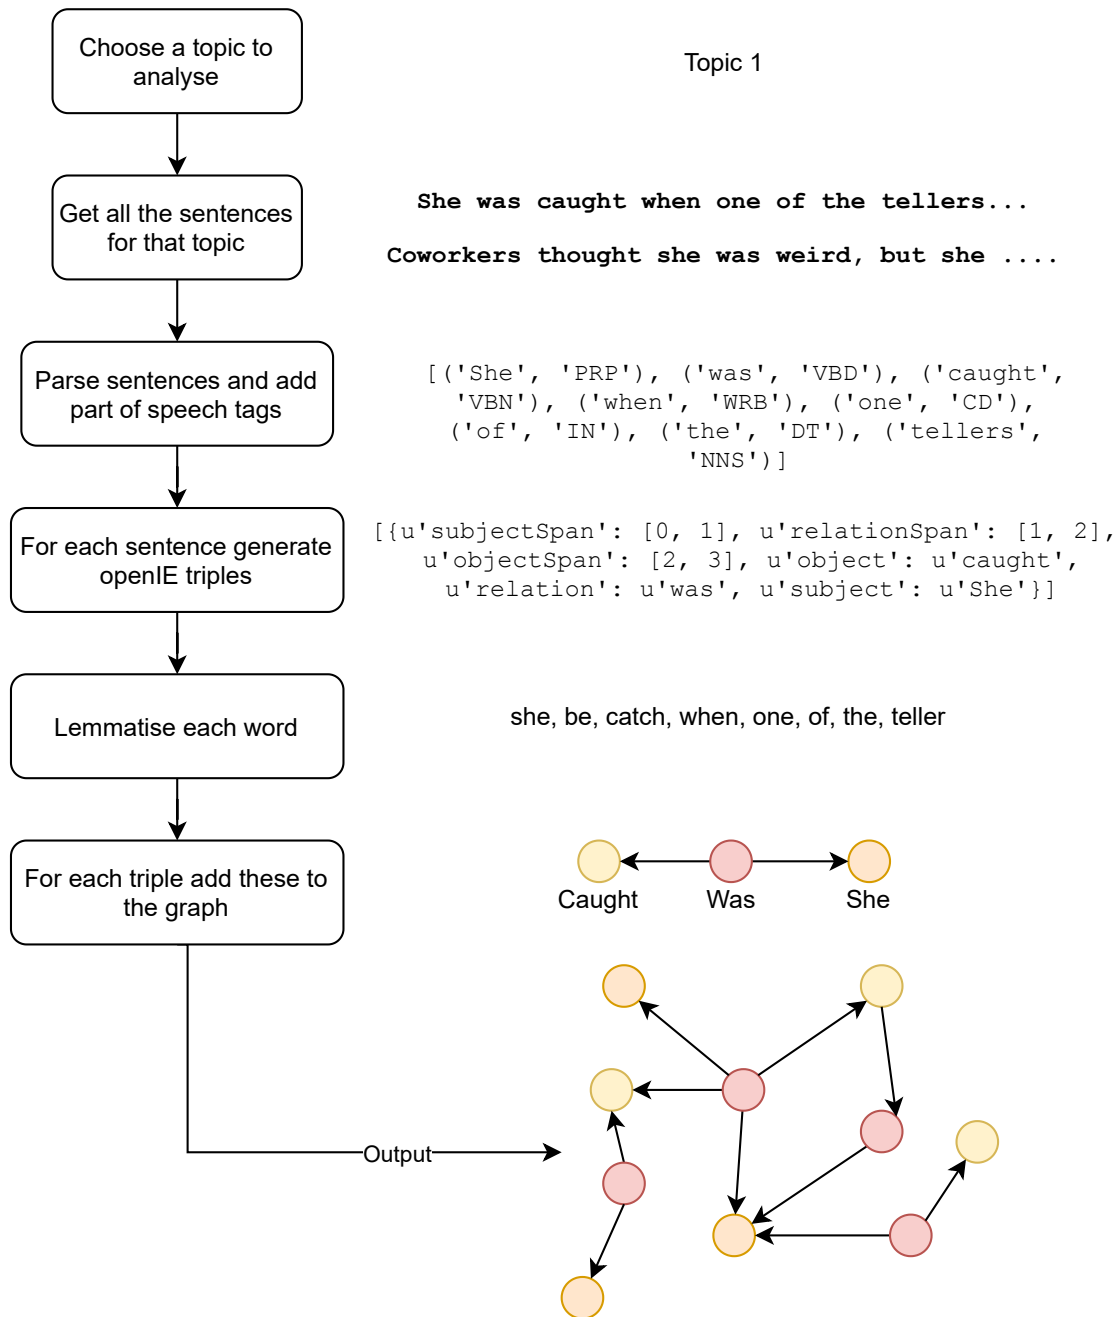 Choose a topic to
analyse
Topic 1
Get all the sentences
for that topic
She was caught when one of the tellers...
Coworkers thought she was weird, but she ....
Parse sentences and add
part of speech tags
[('She', 'PRP'), ('was', 'VBD'), ('caught',
'VBN'), ('when', 'WRB'), ('one', 'CD'),
('of', 'IN'), ('the', 'DT'), ('tellers',
'NNS')]
For each sentence generate
openIE triples
[{u'subjectSpan': [0, 1], u'relationSpan': [1, 2],
u'objectSpan': [2, 3], u'object': u'caught',
u'relation': u'was', u'subject': u'She'}]
Lemmatise each word
she, be, catch, when, one, of, the, teller
For each triple add these to
the graph
Caught
Was
She
Output